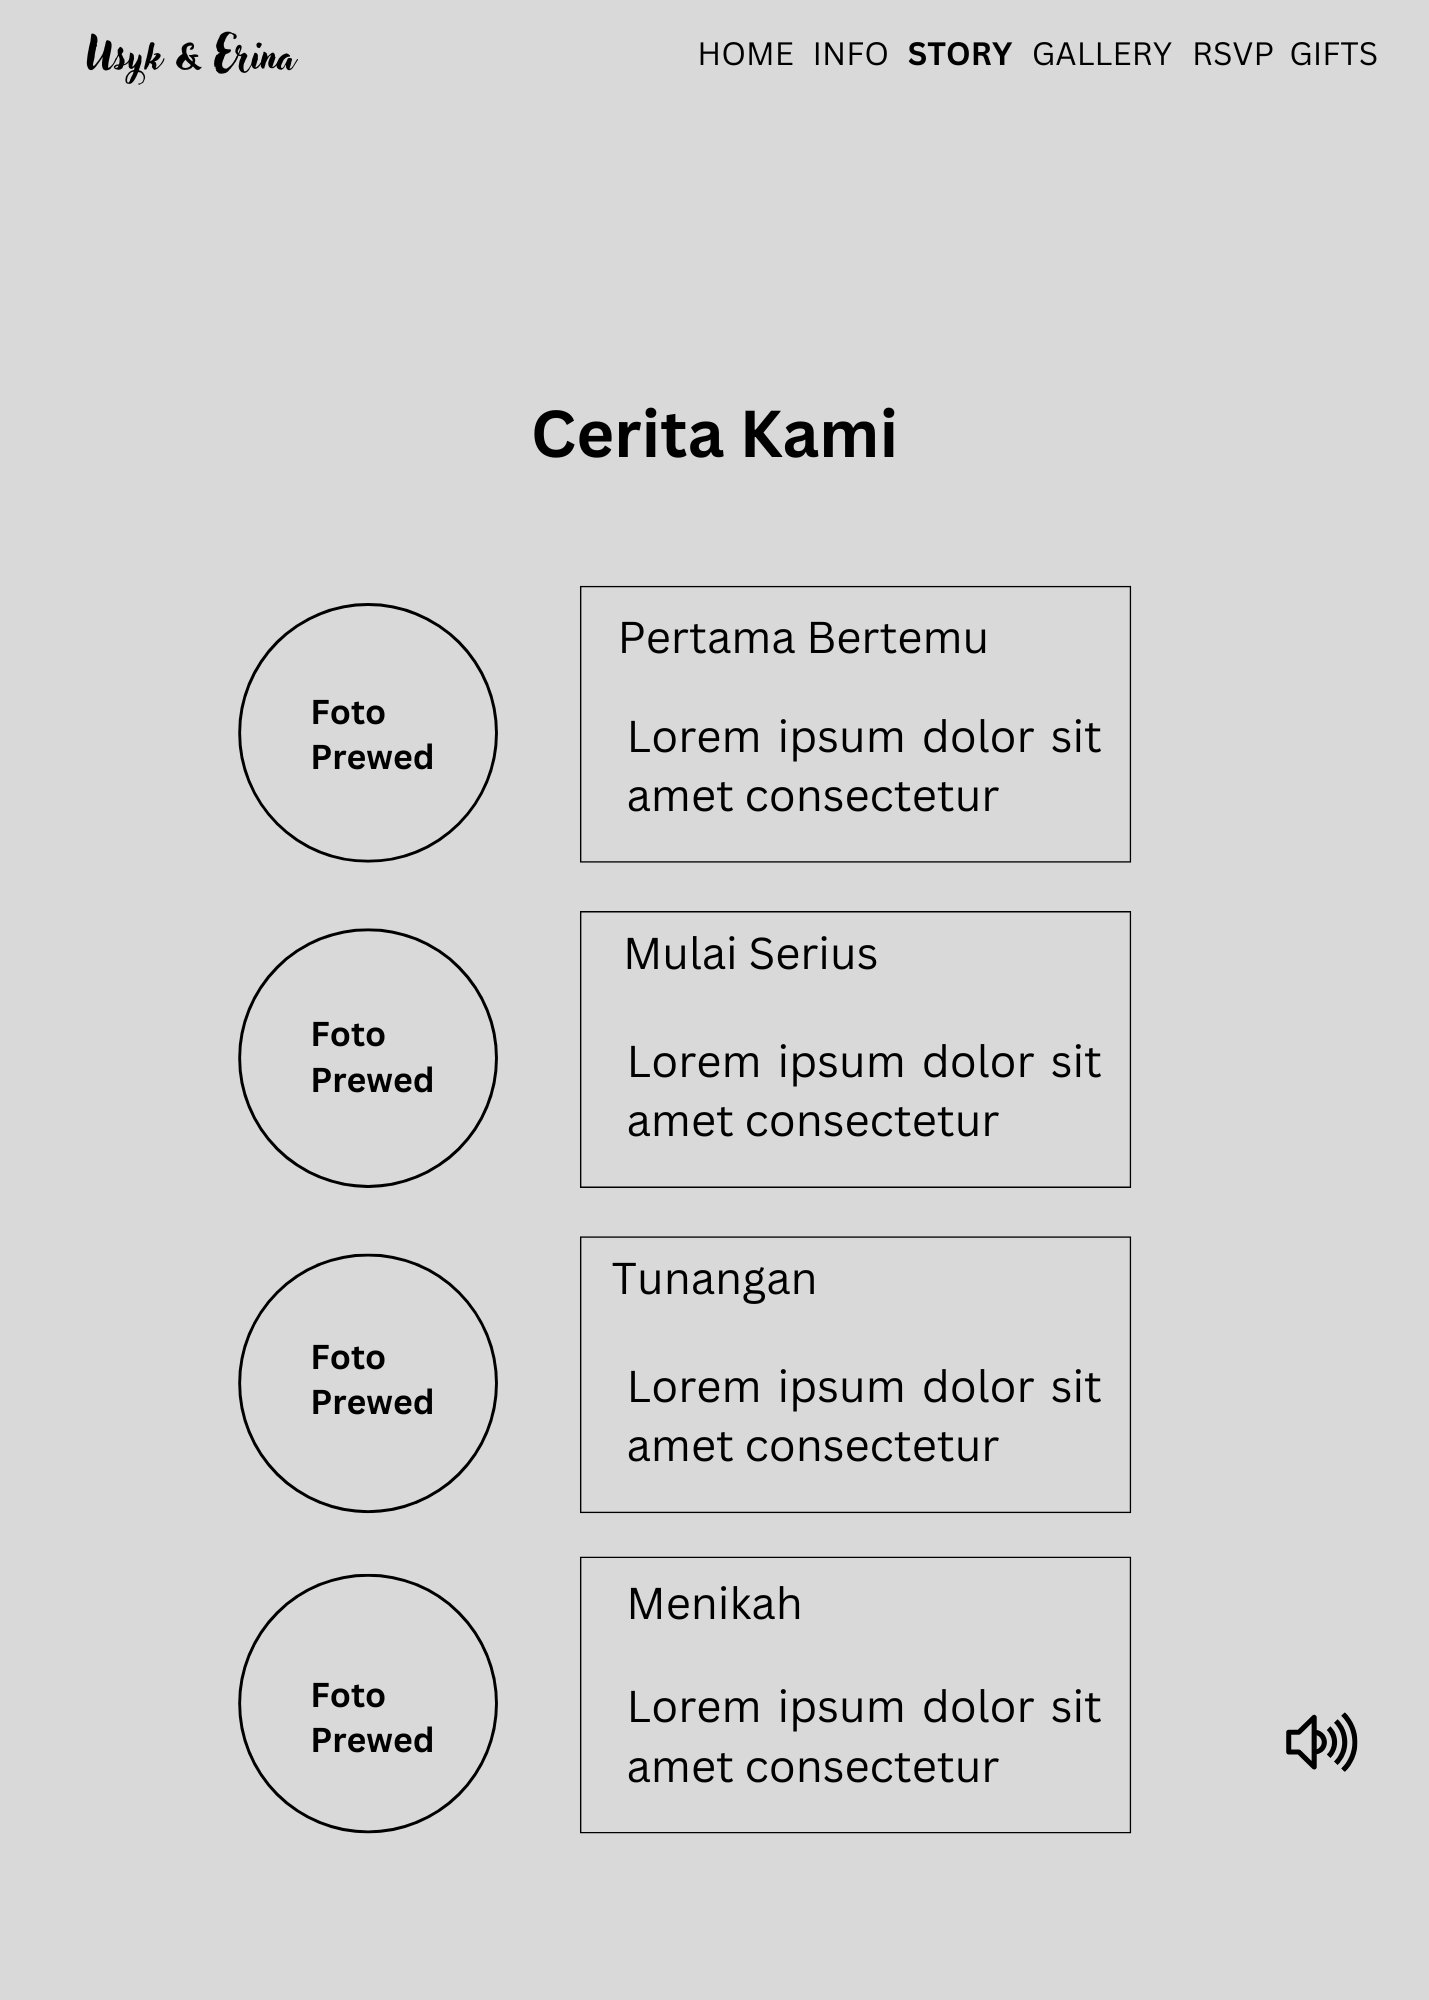 Usyk & Erina
HOME INFO STORY GALLERY RSVP GIFTS
Cerita Kami
Foto
Prewed
Pertama Bertemu
Lorem ipsum dolor sit
amet consectetur
Foto
Prewed
Mulai Serius
Lorem ipsum dolor sit
amet consectetur
Foto
Prewed
Tunangan
Lorem ipsum dolor sit
amet consectetur
Foto
Prewed
Menikah
Lorem ipsum dolor sit
amet consectetur